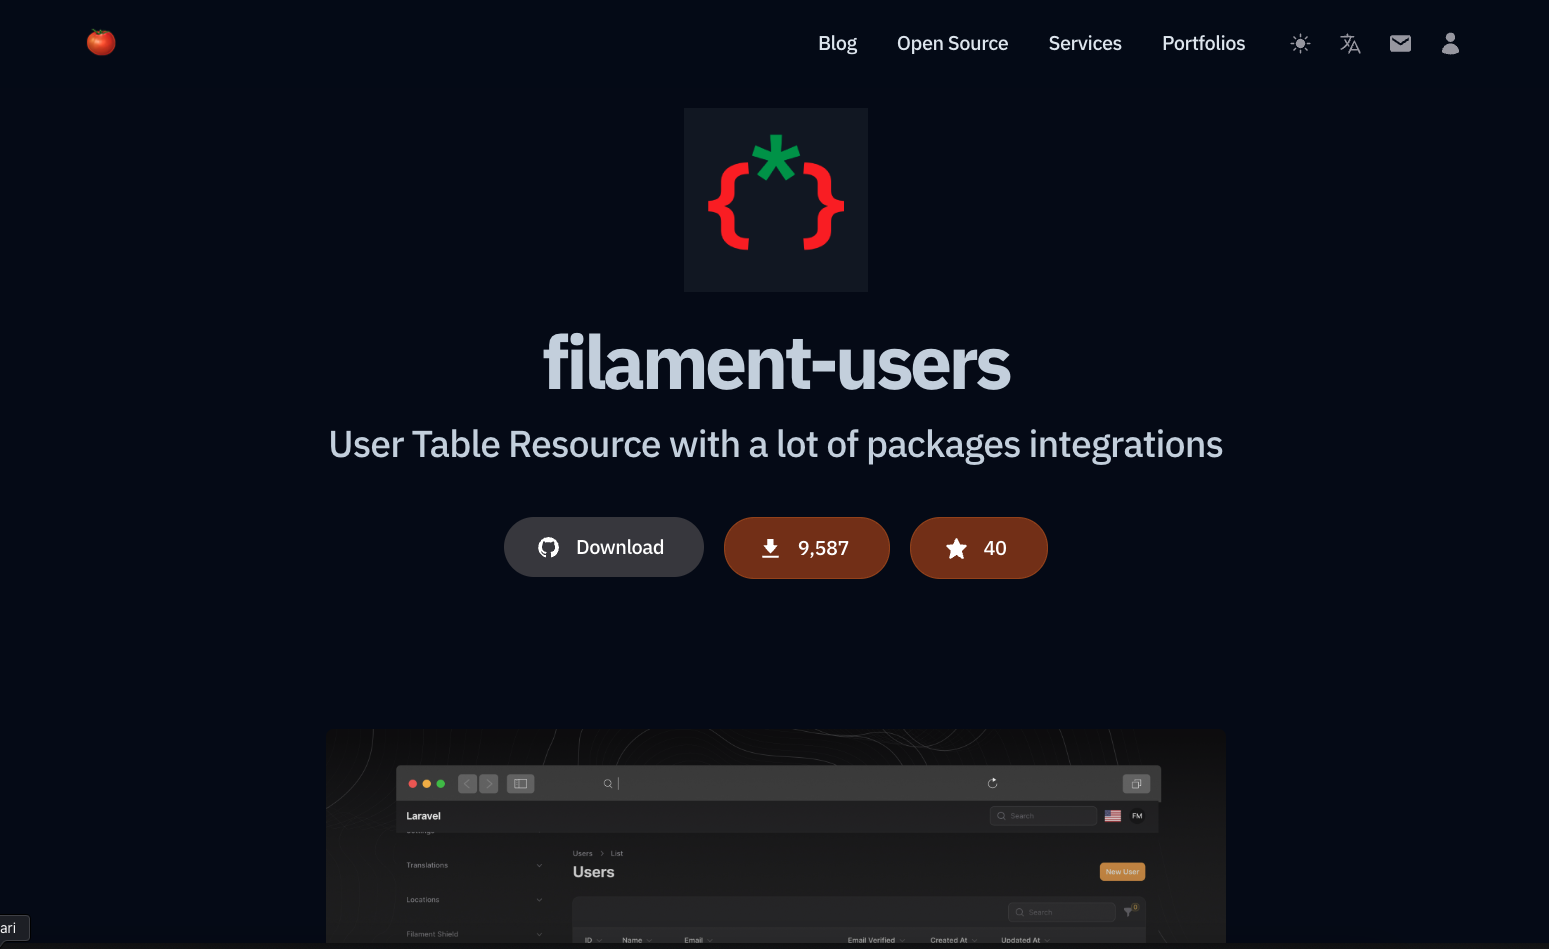 Blog Open Source Services Portfolios
{*}
filament-users
User Table Resource with a lot of packages integrations
Download 9,587 40
Laravel Search FM
Translations
Locations
Filament Shield
Users > List
Users New User
Search 0
ID Name Email Email Verified Created At Updated At
ari